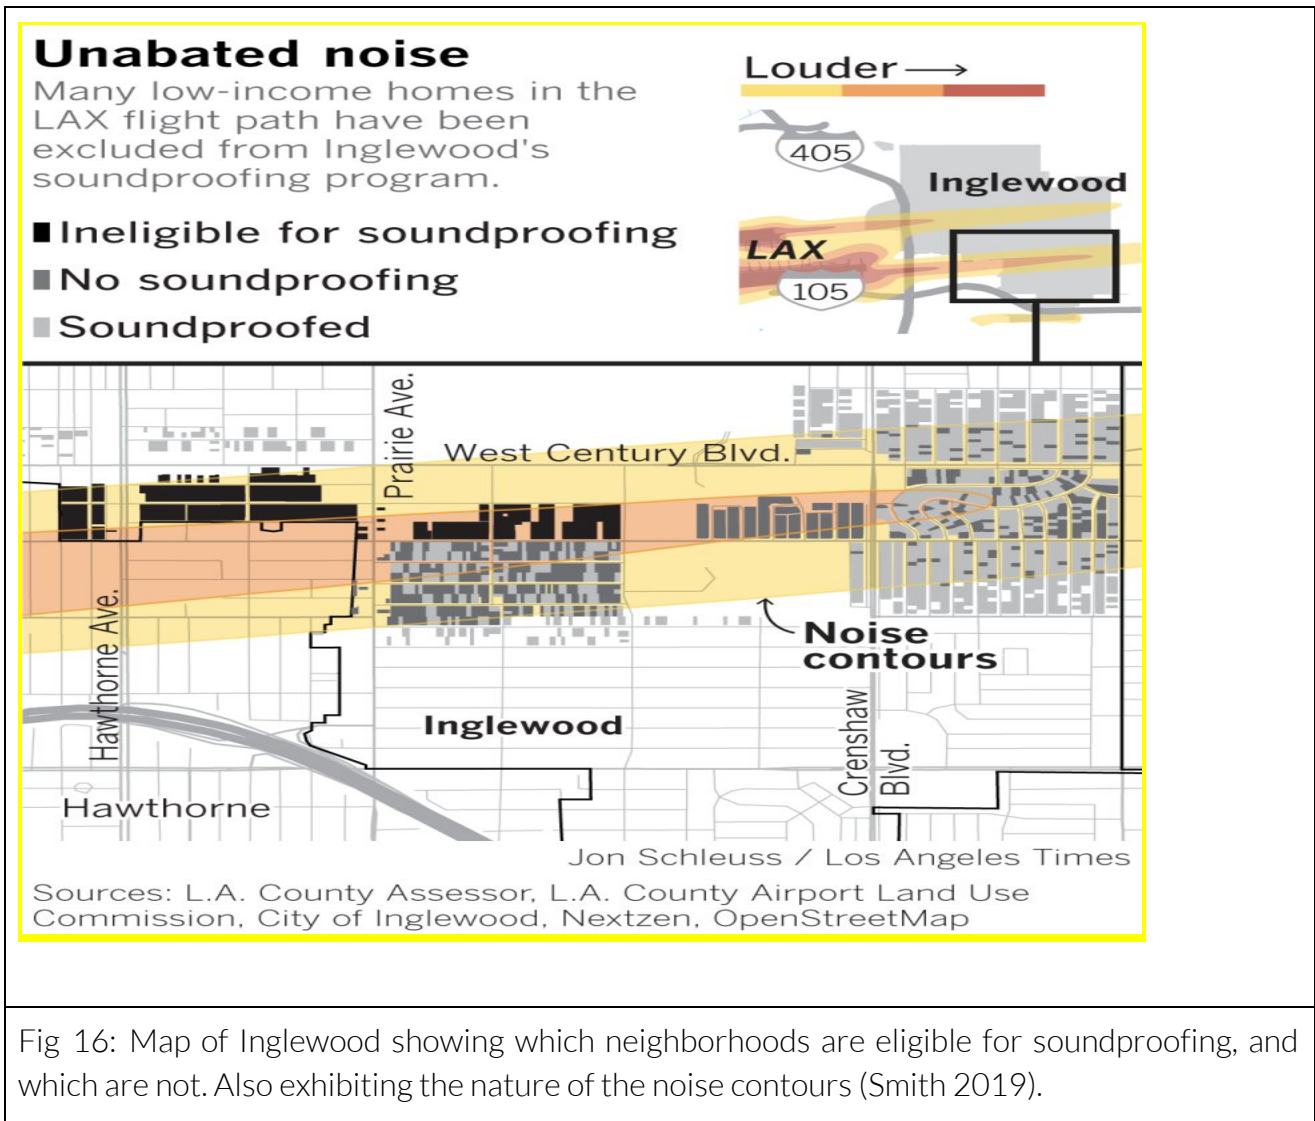 Unabated noise
Many low-income homes in the
LAX flight path have been
excluded from Inglewood's
soundproofing program.
Ineligible for soundproofing
No soundproofing
Soundproofed
Louder
405
Inglewood
LAX
105
Prairie Ave.
West Century Blvd.
Hawthorne Ave.
Noise
contours
Inglewood
Crenshaw
Blvd.
Hawthorne
Jon Schleuss / Los Angeles Times
Sources: L.A. County Assessor, L.A. County Airport Land Use
Commission, City of Inglewood, Nextzen, OpenStreetMap
Fig 16: Map of Inglewood showing which neighborhoods are eligible for soundproofing, and
which are not. Also exhibiting the nature of the noise contours (Smith 2019).